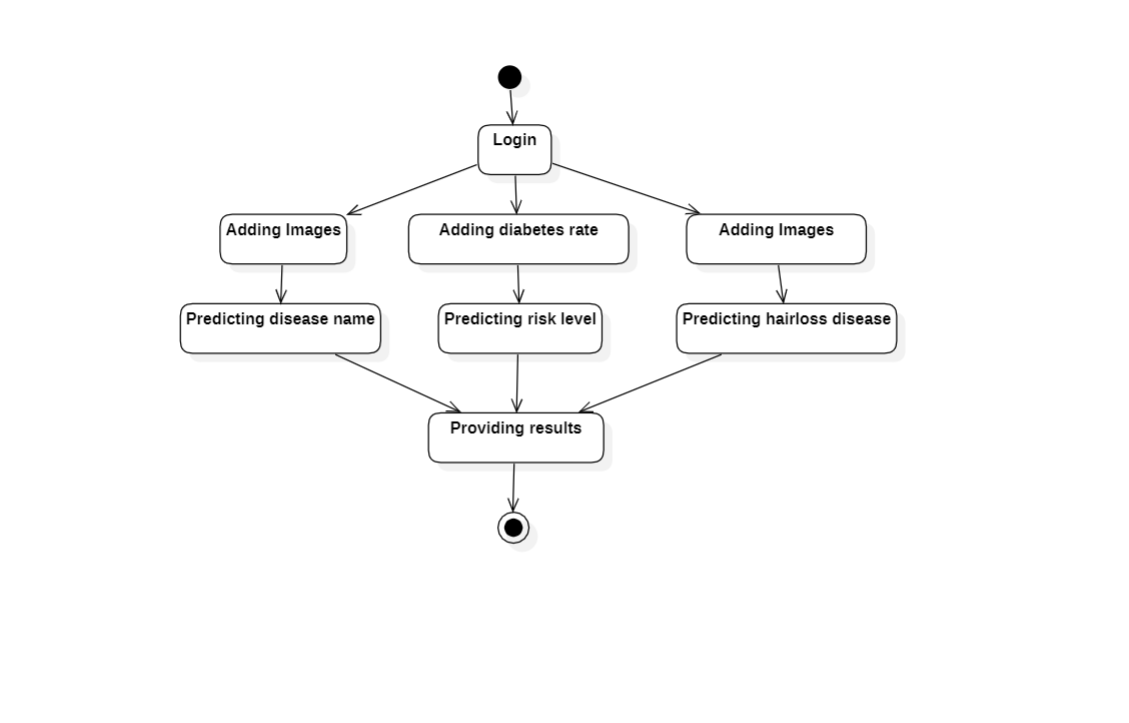 Login
Adding Images
Adding diabetes rate
Adding Images
Predicting disease name
Predicting risk level
Predicting hairloss disease
Providing results